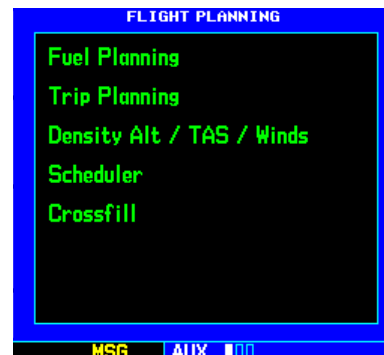 FLIGHT PLANNING
Fuel Planning
Trip Planning
Density Alt / TAS / Winds
Scheduler
Crossfill
MSG AUX